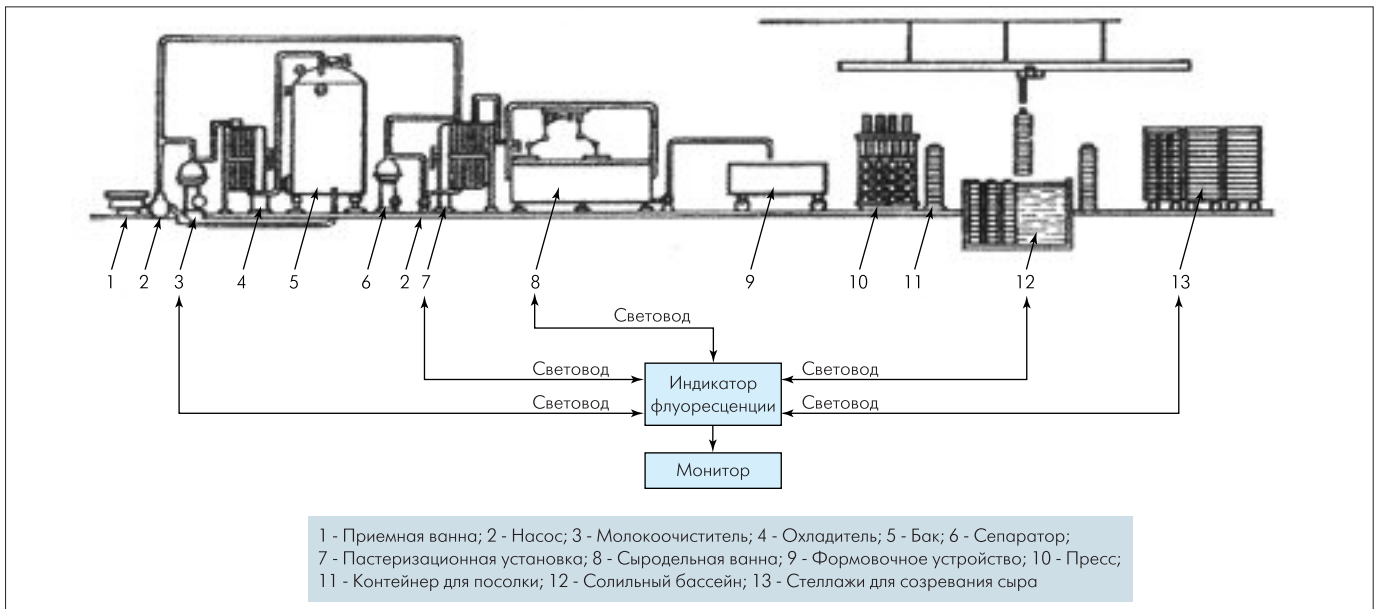 1 2 3 4 5 6 2 7 8 9 10 11 12 13
Световод
Световод Световод
Индикатор
флуоресценции
Световод Световод
Монитор
1 - Приемная ванна; 2 - Насос; 3 - Молокоочиститель; 4 - Охладитель; 5 - Бак; 6 - Сепаратор;
7 - Пастеризационная установка; 8 - Сыродельная ванна; 9 - Формовочное устройство; 10 - Пресс;
11 - Контейнер для посолки; 12 - Солильный бассейн; 13 - Стеллажи для созревания сыра